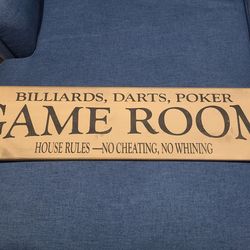 BILLIARDS, DARTS, POKER
GAME ROOM
HOUSE RULES —NO CHEATING, NO WHINING